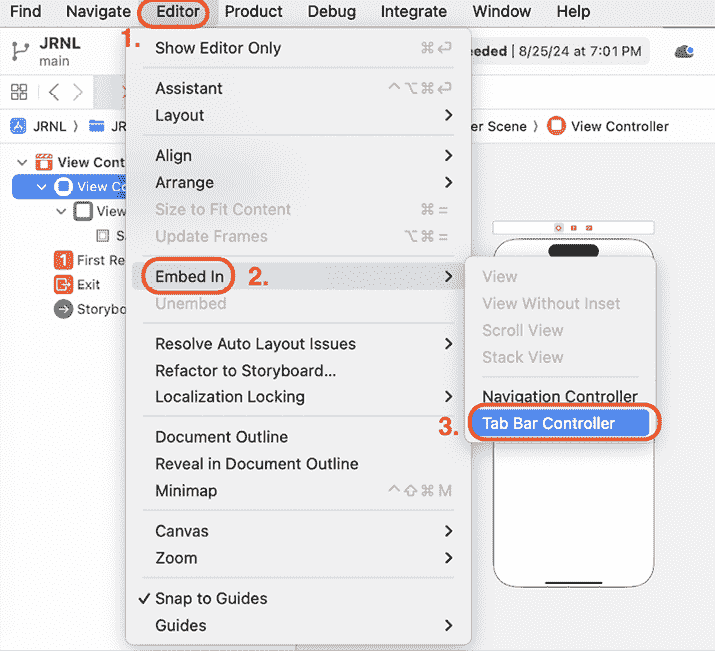 Find Navigate Editor Product Debug Integrate Window Help
1.
JRNL
main
eeded | 8/25/24 at 7:01 PM
JRNL
JR
er Scene
View Controller
View Cont
View Co
View
S
First Re
Exit
Storybo
Show Editor Only ⌘↩
Assistant ^⌥⌘↩
Layout
Align
Arrange
Size to Fit Content ⌘=
Update Frames ⌥⌘=
Embed In
2.
Unembed
Resolve Auto Layout Issues
Refactor to Storyboard...
Localization Locking
Document Outline
Reveal in Document Outline
Minimap ^⇧⌘M
Canvas
Zoom
✓ Snap to Guides
Guides
View
View Without Inset
Scroll View
Stack View
Navigation Controller
3.
Tab Bar Controller